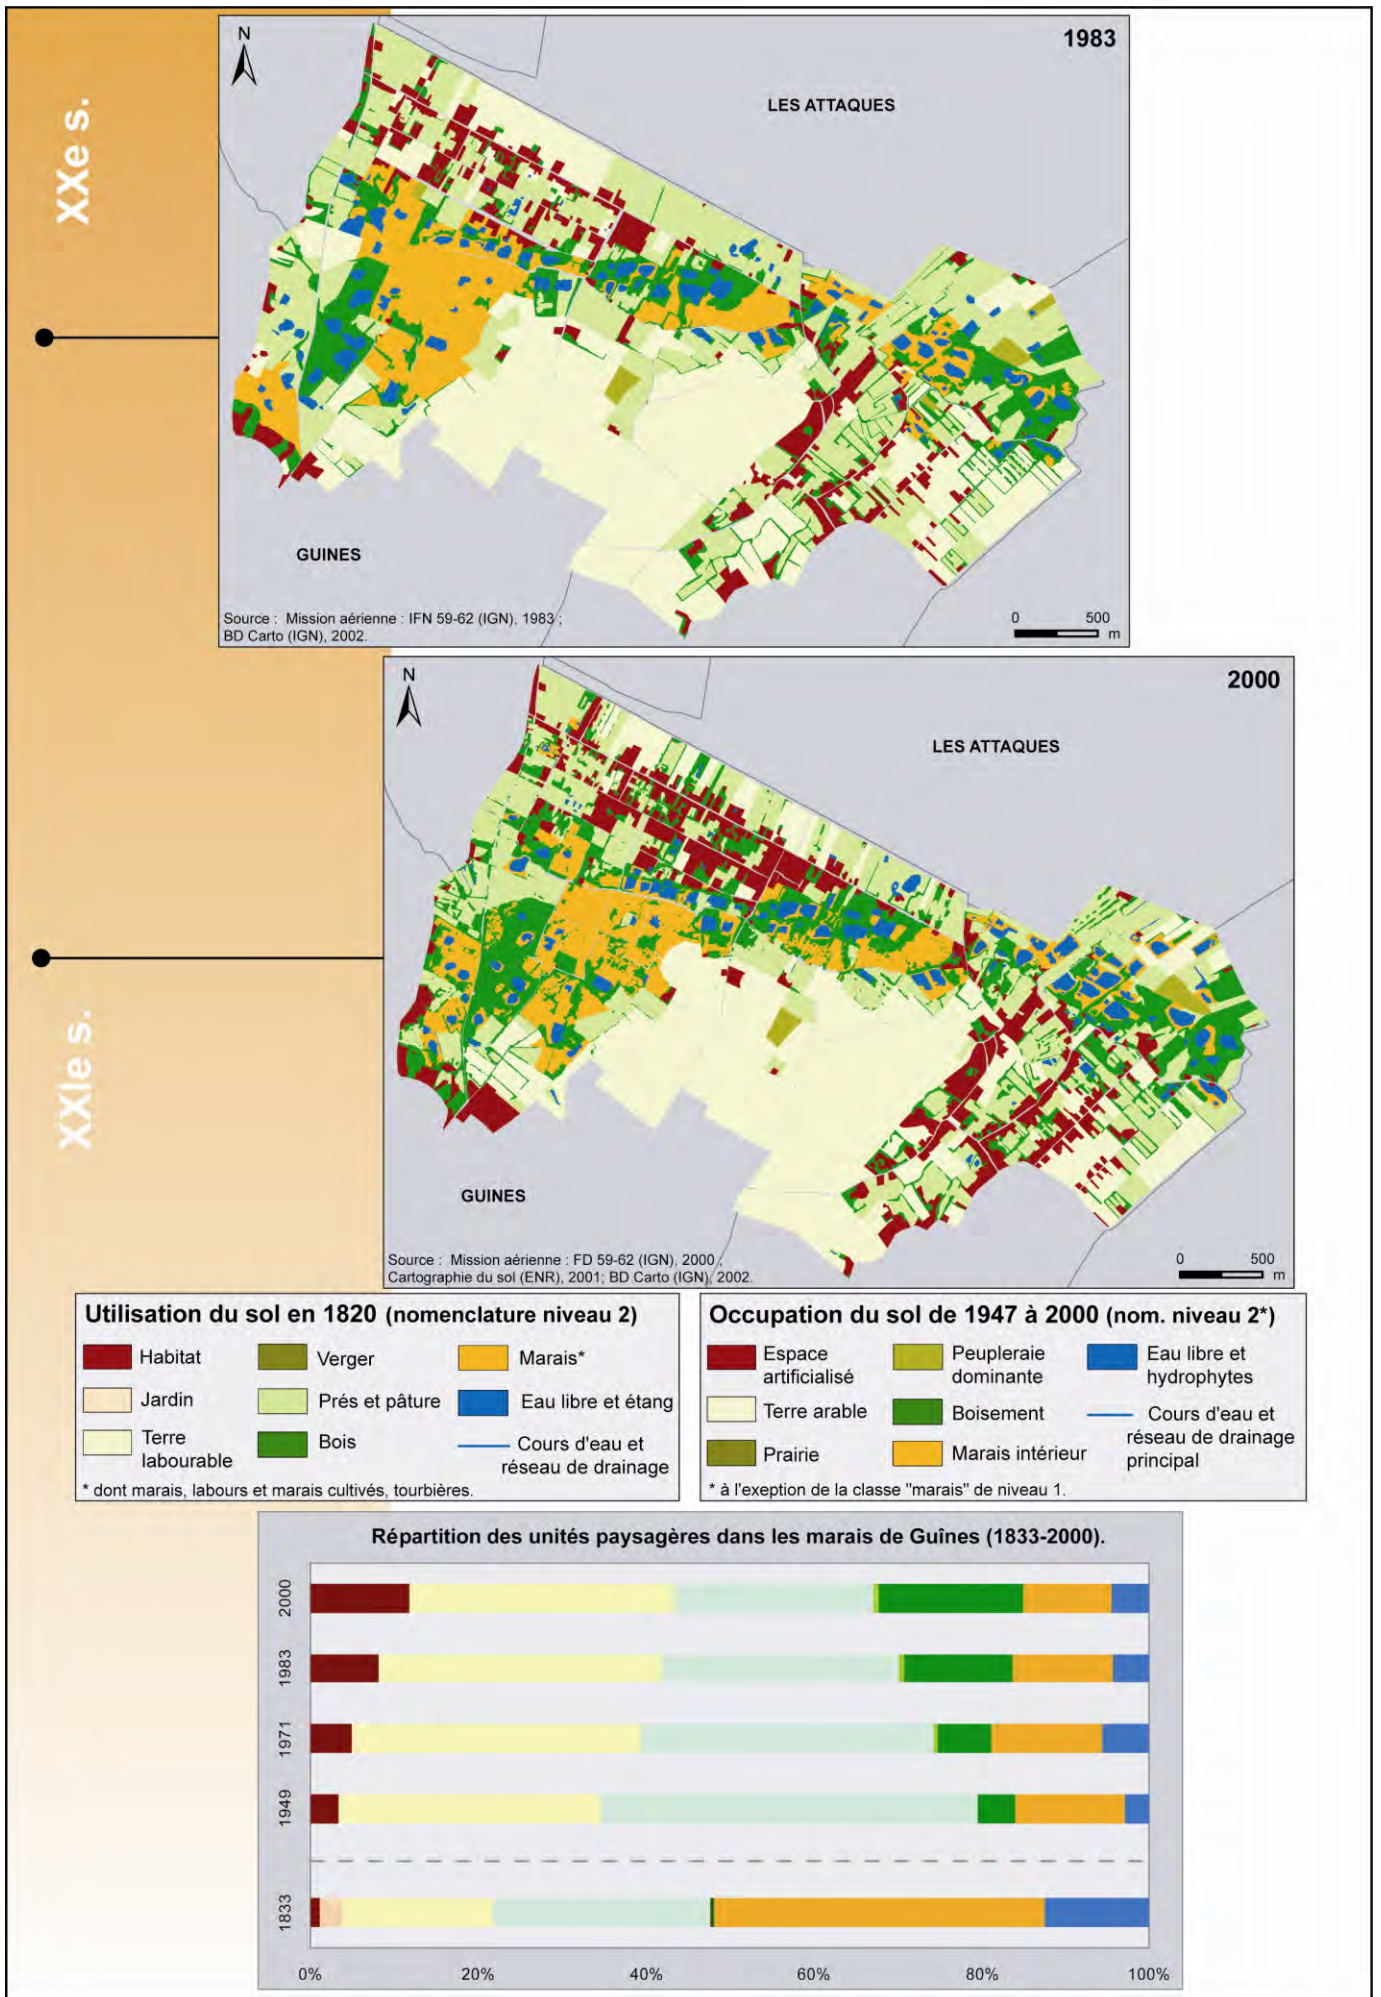 XXe s.
N
1983
LES ATTAQUES
GUINES
Source : Mission aérienne : IFN 59-62 (IGN), 1983 ;
BD Carto (IGN), 2002.
0 500
m
XXIe s.
N
2000
LES ATTAQUES
GUINES
Source : Mission aérienne : FD 59-62 (IGN), 2000 ;
Cartographie du sol (ENR), 2001; BD Carto (IGN), 2002.
0 500
m
Utilisation du sol en 1820 (nomenclature niveau 2)
Habitat
Jardin
Terre
labourable
Verger
Prés et pâture
Bois
Marais*
Eau libre et étang
Cours d'eau et
réseau de drainage
* dont marais, labours et marais cultivés, tourbières.
Occupation du sol de 1947 à 2000 (nom. niveau 2*)
Espace
artificialisé
Terre arable
Prairie
Peupleraie
dominante
Boisement
Marais intérieur
Eau libre et
hydrophytes
Cours d'eau et
réseau de drainage
principal
* à l'exeption de la classe "marais" de niveau 1.
Répartition des unités paysagères dans les marais de Guînes (1833-2000).
2000
1983
1971
1949
1833
0% 20% 40% 60% 80% 100%